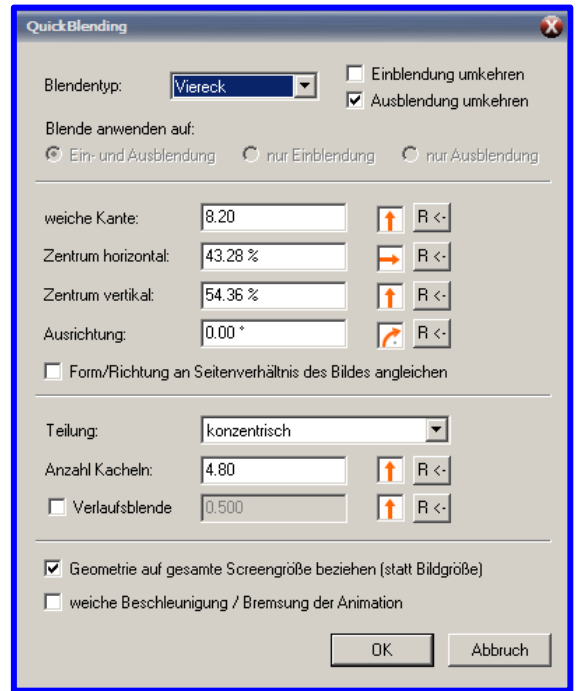 QuickBlending
Blendentyp: Viereck
Einblendung umkehren
Ausblendung umkehren
Blende anwenden auf:
Ein- und Ausblendung nur Einblendung nur Ausblendung
weiche Kante: 8.20 R <-
Zentrum horizontal: 43.28 % R <-
Zentrum vertikal: 54.36 % R <-
Ausrichtung: 0.00 ° R <-
Form/Richtung an Seitenverhältnis des Bildes angleichen
Teilung: konzentrisch
Anzahl Kacheln: 4.80 R <-
Verlaufsblende 0.500 R <-
Geometrie auf gesamte Screengröße beziehen (statt Bildgröße)
weiche Beschleunigung / Bremsung der Animation
OK Abbruch